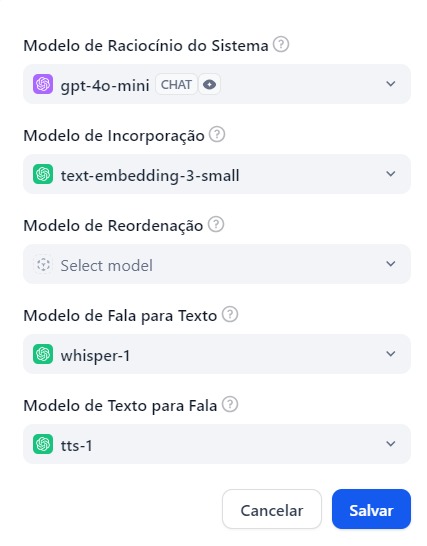 Modelo de Raciocínio do Sistema ?
gpt-4o-mini CHAT
Modelo de Incorporação ?
text-embedding-3-small
Modelo de Reordenação ?
Select model
Modelo de Fala para Texto ?
whisper-1
Modelo de Texto para Fala ?
tts-1
Cancelar Salvar